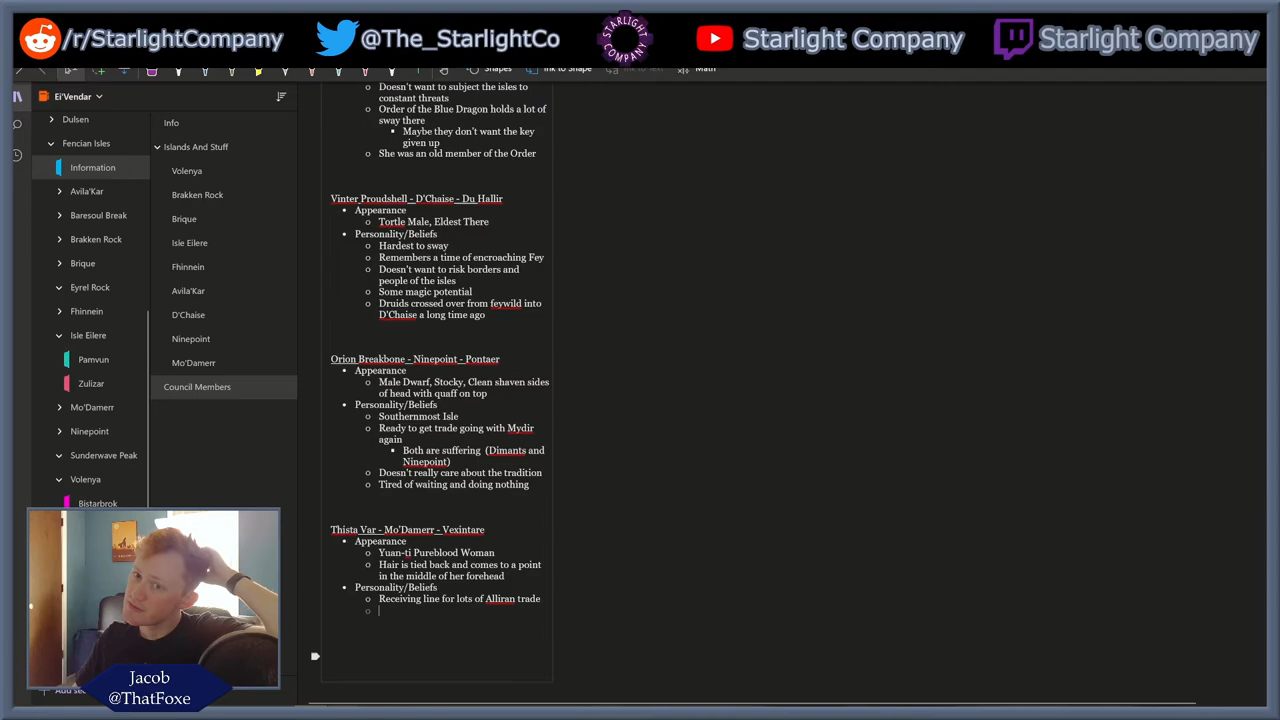 /r/StarlightCompany
@The_StarlightCo
STARLIGHT COMPANY
Starlight Company
Starlight Company
Shapes
Ink to Shape
Ink to Text
Math
Ei'Vendar
Dulsen
Fencian Isles
Information
Avila'Kar
Baresoul Break
Brakken Rock
Brique
Eyrel Rock
Fhinnein
Isle Eilere
Pamvun
Zulizar
Mo'Damerr
Ninepoint
Sunderwave Peak
Volenya
Bistarbrok
Add sec
Info
Islands And Stuff
Volenya
Brakken Rock
Brique
Isle Eilere
Fhinnein
Avila'Kar
D'Chaise
Ninepoint
Mo'Damerr
Council Members
Doesn't want to subject the isles to
constant threats
Order of the Blue Dragon holds a lot of
sway there
Maybe they don't want the key
given up
She was an old member of the Order
Vinter Proudshell - D'Chaise - Du Hallir
Appearance
Tortle Male, Eldest There
Personality/Beliefs
Hardest to sway
Remembers a time of encroaching Fey
Doesn't want to risk borders and
people of the isles
Some magic potential
Druids crossed over from feywild into
D'Chaise a long time ago
Orion Breakbone - Ninepoint - Pontaer
Appearance
Male Dwarf, Stocky, Clean shaven sides
of head with quaff on top
Personality/Beliefs
Southernmost Isle
Ready to get trade going with Mydir
again
Both are suffering (Dimants and
Ninepoint)
Doesn't really care about the tradition
Tired of waiting and doing nothing
Thista Var - Mo'Damerr - Vexintare
Appearance
Yuan-ti Pureblood Woman
Hair is tied back and comes to a point
in the middle of her forehead
Personality/Beliefs
Receiving line for lots of Alliran trade
Jacob
@ThatFoxe